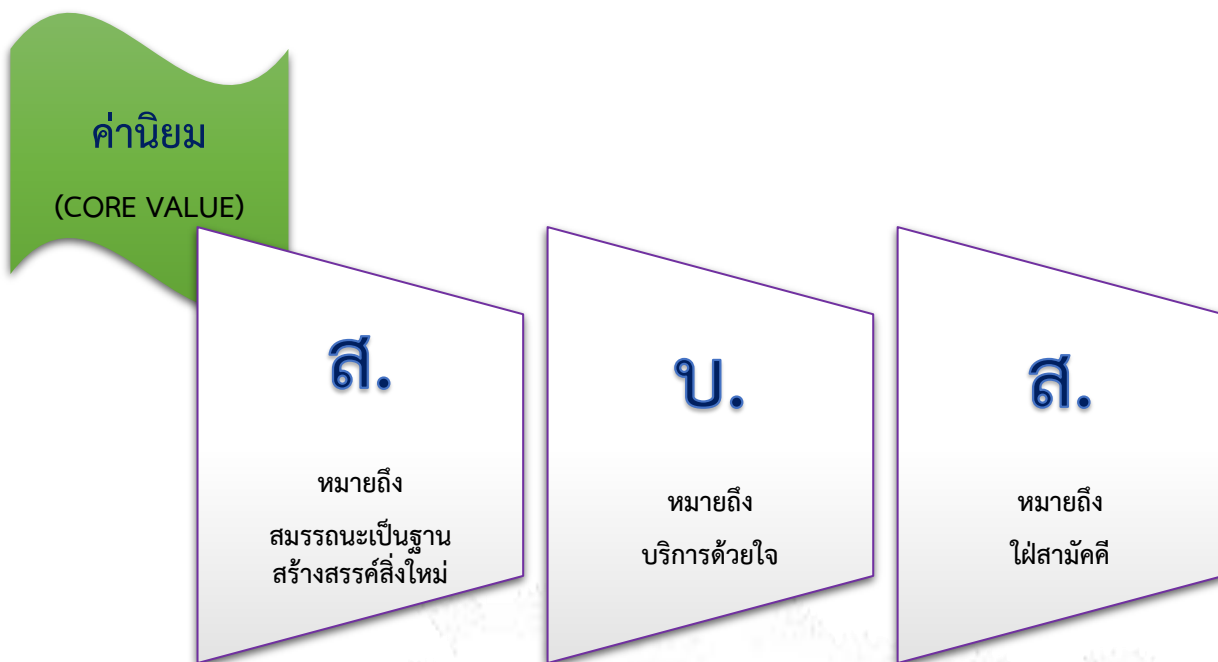 ค่านิยม
(CORE VALUE)
ส.
หมายถึง
สมรรถนะเป็นฐาน
สร้างสรรค์สิ่งใหม่
บ.
หมายถึง
บริการด้วยใจ
ส.
หมายถึง
ใฝ่สามัคคี